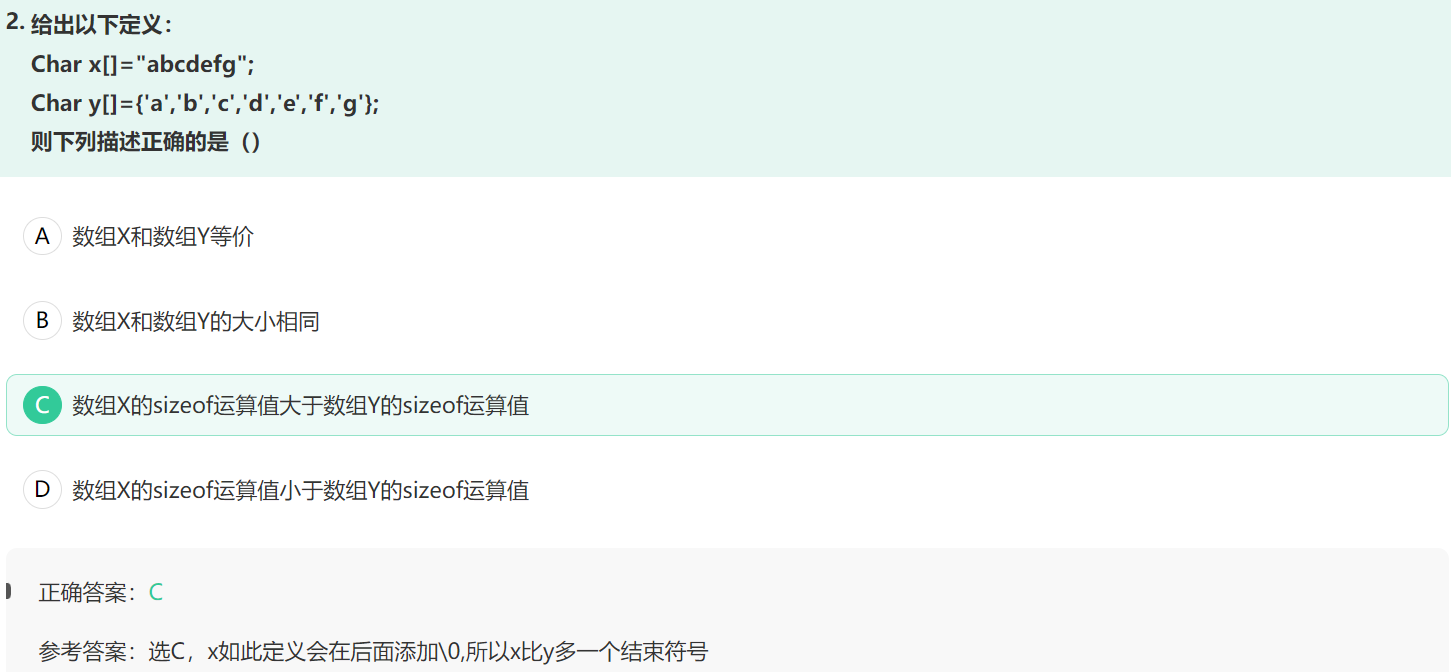 2. 给出以下定义：
Char x[]="abcdefg";
Char y[]={'a','b','c','d','e','f','g'};
则下列描述正确的是（）
A 数组X和数组Y等价
B 数组X和数组Y的大小相同
C 数组X的sizeof运算值大于数组Y的sizeof运算值
D 数组X的sizeof运算值小于数组Y的sizeof运算值
正确答案：C
参考答案：选C，x如此定义会在后面添加\0,所以x比y多一个结束符号